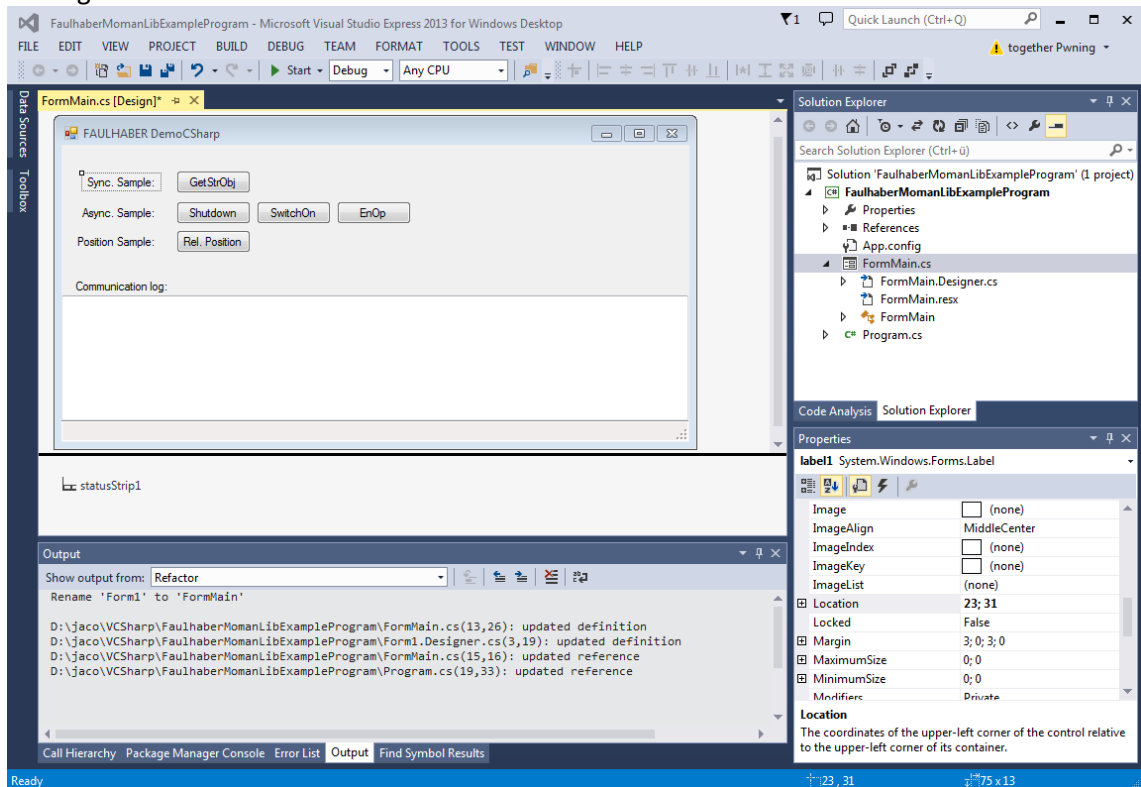 FaulhaberMomanLibExampleProgram - Microsoft Visual Studio Express 2013 for Windows Desktop
1
Quick Launch (Ctrl+Q)
FILE EDIT VIEW PROJECT BUILD DEBUG TEAM FORMAT TOOLS TEST WINDOW HELP
together Pwning
Start Debug Any CPU
Data Sources
Toolbox
FormMain.cs [Design]*
FAULHABER DemoCSharp
Sync. Sample: GetStrObj
Async. Sample: Shutdown SwitchOn EnOp
Position Sample: Rel. Position
Communication log:
statusStrip1
Output
Show output from: Refactor
Rename 'Form1' to 'FormMain'
D:\jaco\VCSharp\FaulhaberMomanLibExampleProgram\FormMain.cs(13,26): updated definition
D:\jaco\VCSharp\FaulhaberMomanLibExampleProgram\Form1.Designer.cs(3,19): updated definition
D:\jaco\VCSharp\FaulhaberMomanLibExampleProgram\FormMain.cs(15,16): updated reference
D:\jaco\VCSharp\FaulhaberMomanLibExampleProgram\Program.cs(19,33): updated reference
Call Hierarchy Package Manager Console Error List Output Find Symbol Results
Solution Explorer
Search Solution Explorer (Ctrl+ü)
Solution 'FaulhaberMomanLibExampleProgram' (1 project)
C# FaulhaberMomanLibExampleProgram
Properties
References
App.config
FormMain.cs
FormMain.Designer.cs
FormMain.resx
FormMain
C# Program.cs
Code Analysis Solution Explorer
Properties
label1 System.Windows.Forms.Label
Image (none)
ImageAlign MiddleCenter
ImageIndex (none)
ImageKey (none)
ImageList (none)
Location 23; 31
Locked False
Margin 3; 0; 3; 0
MaximumSize 0; 0
MinimumSize 0; 0
Modifiers Private
Location
The coordinates of the upper-left corner of the control relative
to the upper-left corner of its container.
Ready
23 , 31
75 x 13